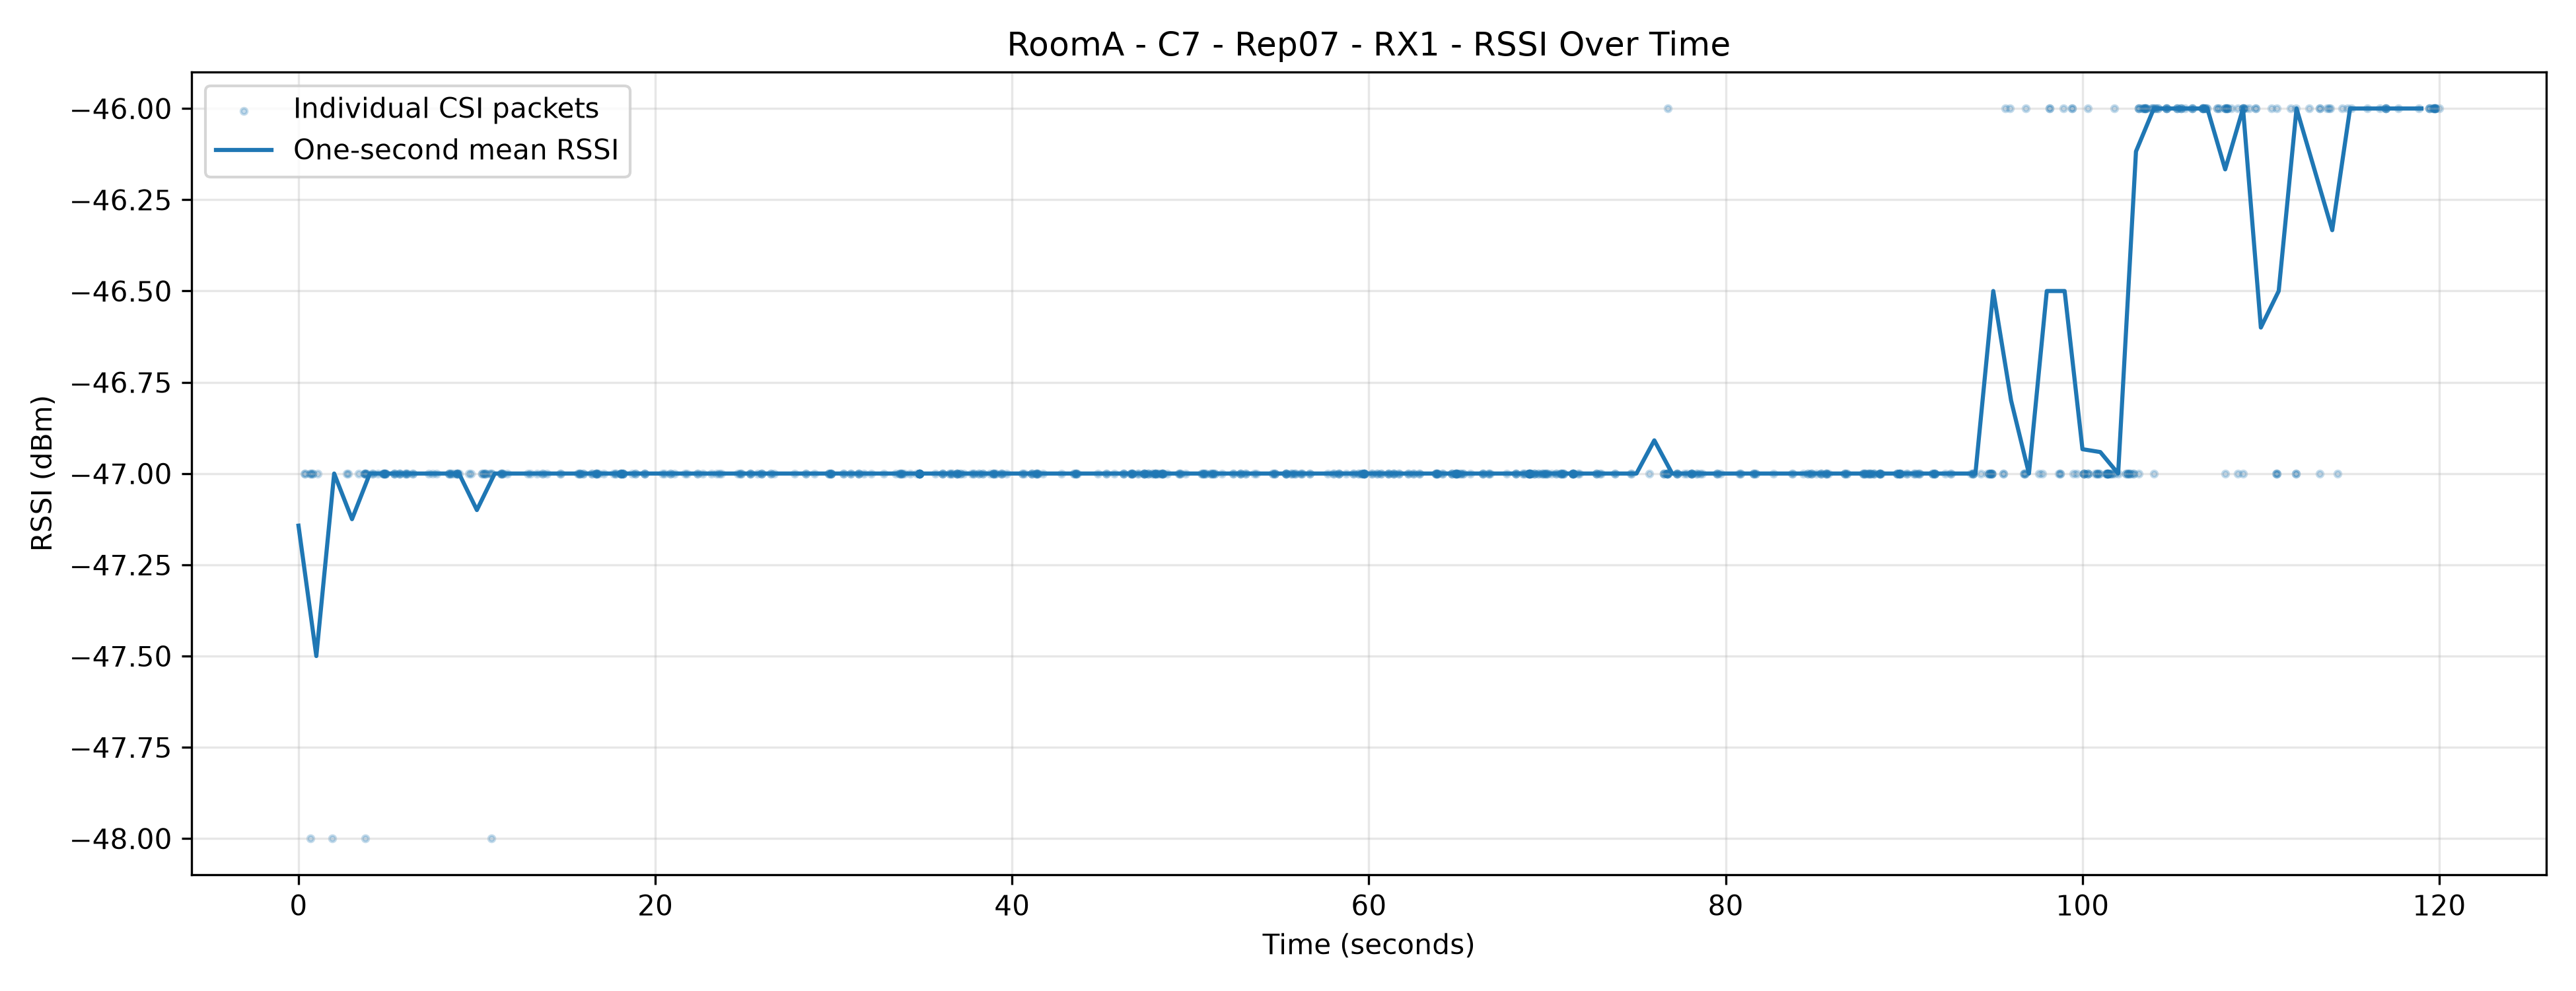 RoomA - C7 - Rep07 - RX1 - RSSI Over Time
Individual CSI packets
One-second mean RSSI
RSSI (dBm)
−46.00
−46.25
−46.50
−46.75
−47.00
−47.25
−47.50
−47.75
−48.00
0 20 40 60 80 100 120
Time (seconds)